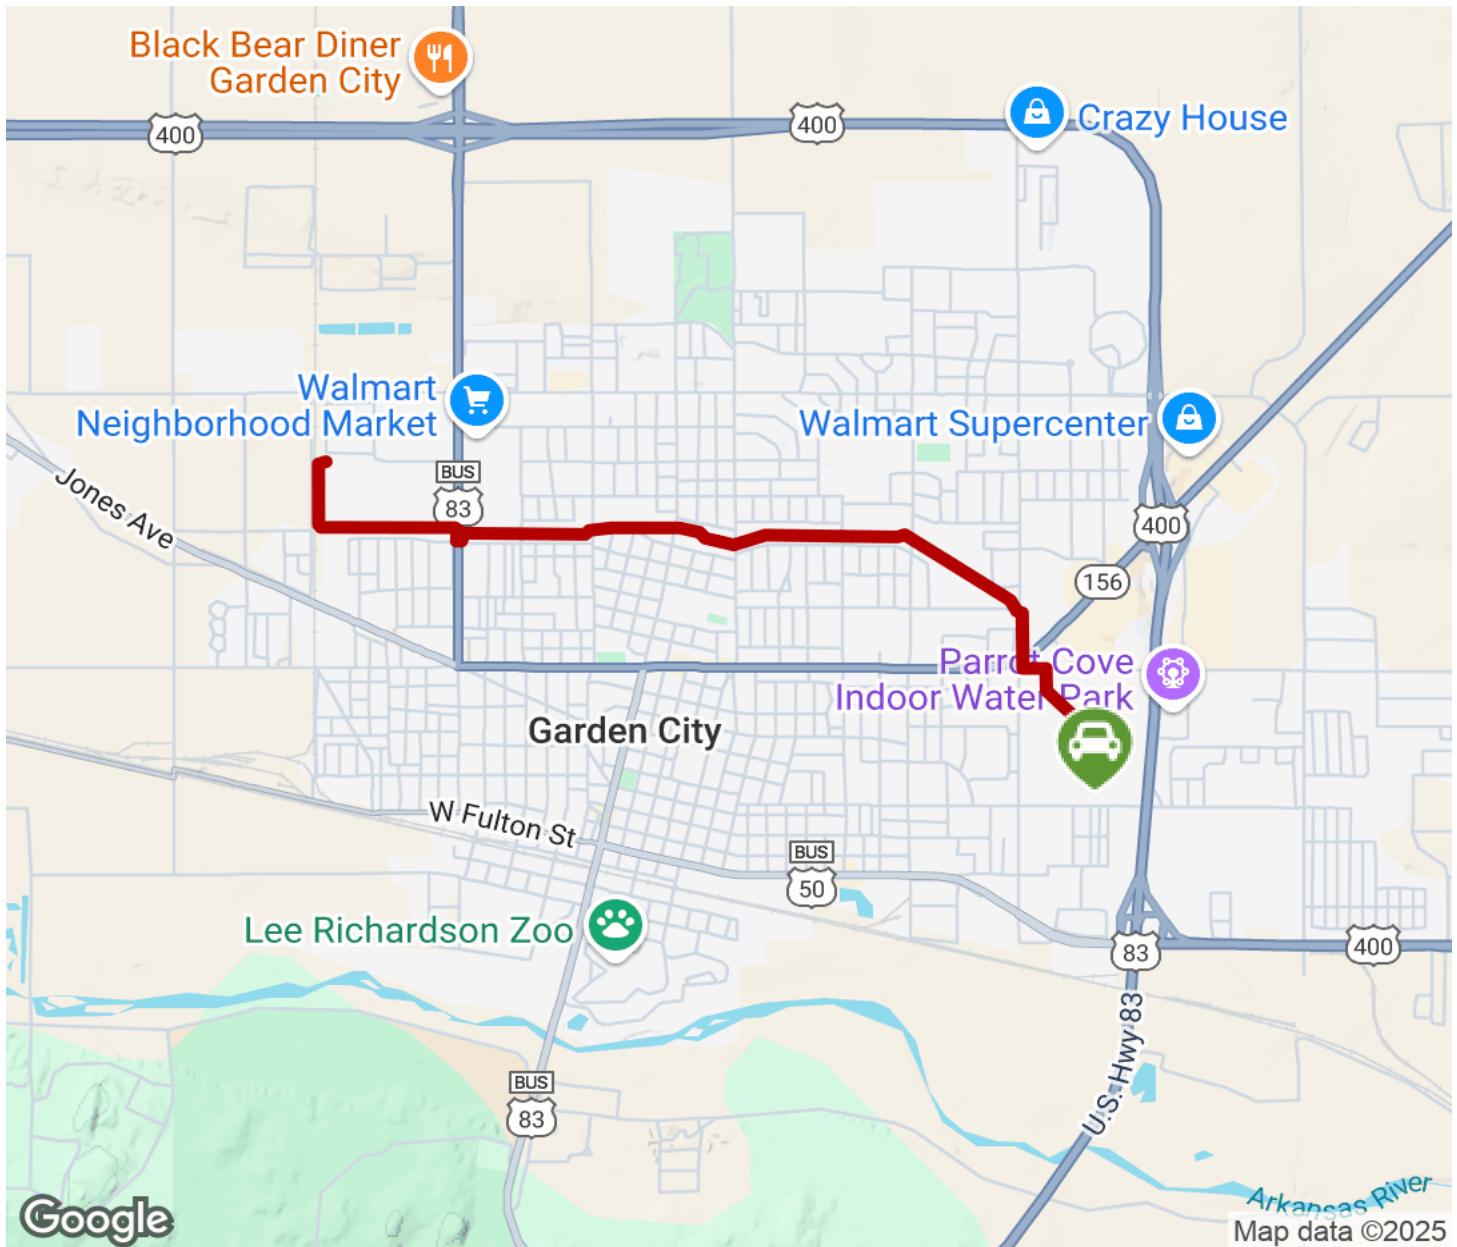 Black Bear Diner
Garden City
400
400
Crazy House
Walmart
Neighborhood Market
Walmart Supercenter
BUS
83
Jones Ave
400
156
Parrot Cove
Indoor Water Park
Garden City
W Fulton St
BUS
50
Lee Richardson Zoo
83
400
U.S. Hwy 83
BUS
83
Arkansas River
Google
Map data ©2025